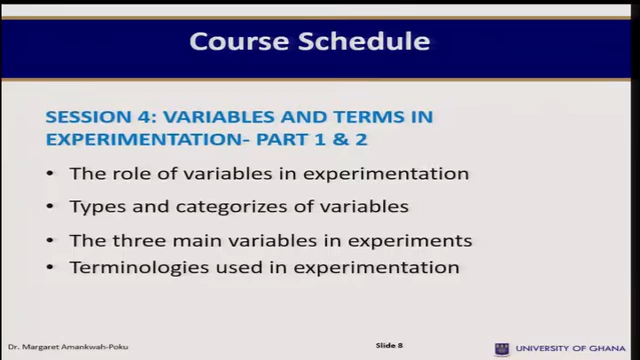 Course Schedule
SESSION 4: VARIABLES AND TERMS IN
EXPERIMENTATION- PART 1 & 2
• The role of variables in experimentation
• Types and categorizes of variables
• The three main variables in experiments
• Terminologies used in experimentation
Dr. Margaret Amankwah-Poku
Slide 8
UNIVERSITY OF GHANA